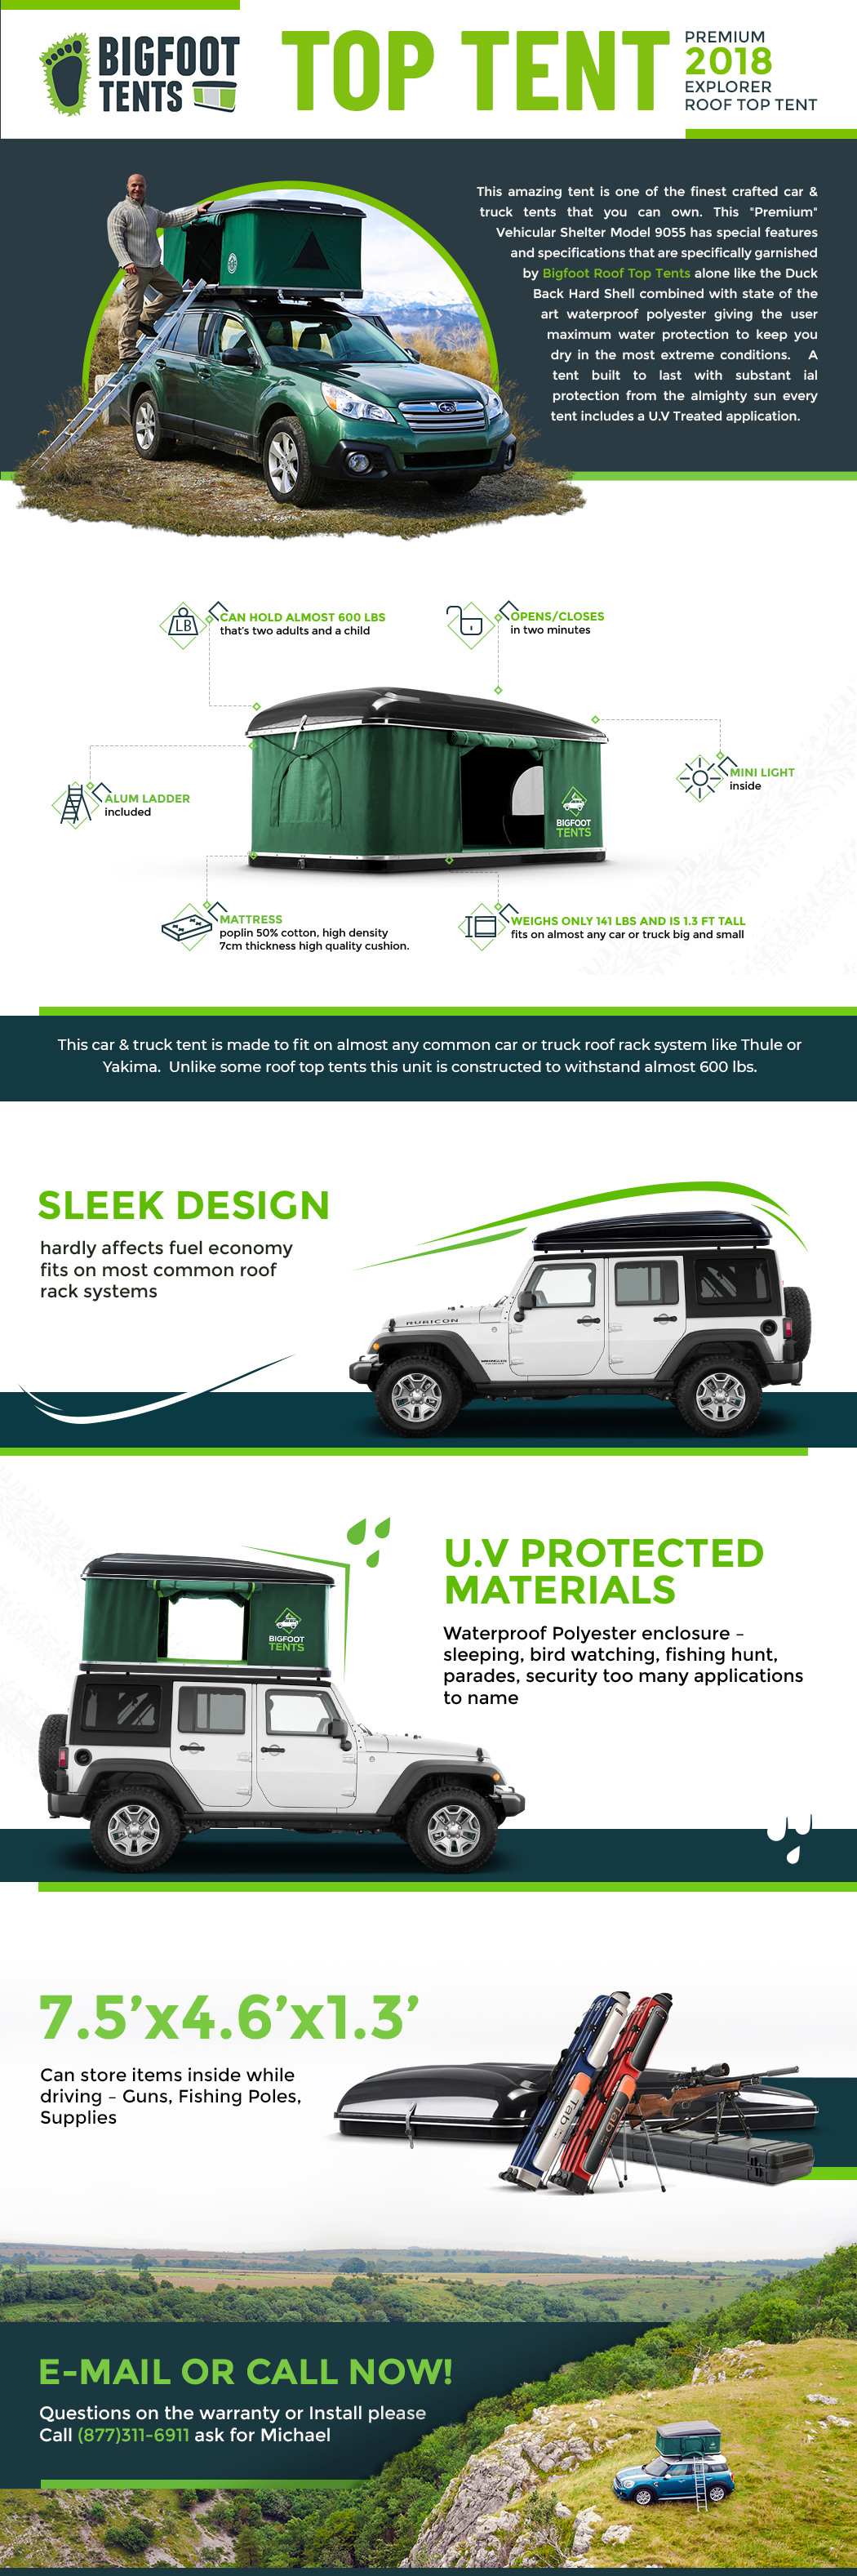 BIGFOOT
TENTS
TOP TENT
PREMIUM
2018
EXPLORER
ROOF TOP TENT
This amazing tent is one of the finest crafted car &
truck tents that you can own. This "Premium"
Vehicular Shelter Model 9055 has special features
and specifications that are specifically garnished
by Bigfoot Roof Top Tents alone like the Duck
Back Hard Shell combined with state of the
art waterproof polyester giving the user
maximum water protection to keep you
dry in the most extreme conditions. A
tent built to last with substant ial
protection from the almighty sun every
tent includes a U.V Treated application.
LB
CAN HOLD ALMOST 600 LBS
that's two adults and a child
OPENS/CLOSES
in two minutes
MINI LIGHT
inside
ALUM LADDER
included
BIGFOOT
TENTS
MATTRESS
poplin 50% cotton, high density
7cm thickness high quality cushion.
WEIGHS ONLY 141 LBS AND IS 1.3 FT TALL
fits on almost any car or truck big and small
This car & truck tent is made to fit on almost any common car or truck roof rack system like Thule or
Yakima. Unlike some roof top tents this unit is constructed to withstand almost 600 lbs.
SLEEK DESIGN
hardly affects fuel economy
fits on most common roof
rack systems
RUBICON
U.V PROTECTED
MATERIALS
Waterproof Polyester enclosure –
sleeping, bird watching, fishing hunt,
parades, security too many applications
to name
BIGFOOT
TENTS
7.5’x4.6’x1.3’
Can store items inside while
driving – Guns, Fishing Poles,
Supplies
Tab
Tab
E-MAIL OR CALL NOW!
Questions on the warranty or Install please
Call (877)311-6911 ask for Michael